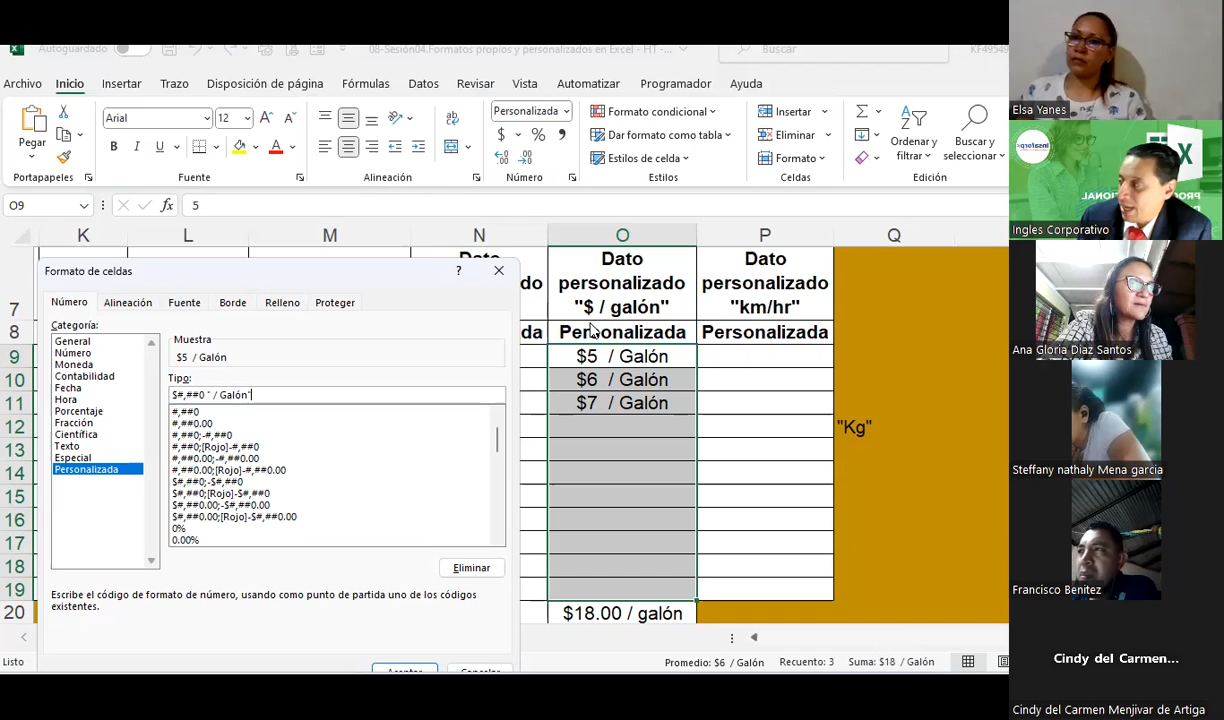 Autoguardado
08-Sesión04.Formatos propios y personalizados en Excel - HT -...
Buscar
KF49549
Archivo Inicio Insertar Trazo Disposición de página Fórmulas Datos Revisar Vista Automatizar Programador Ayuda
Pegar
Arial
12
N K S
Personalizada
$ % ,
Formato condicional
Dar formato como tabla
Estilos de celda
Insertar
Eliminar
Formato
Ordenar y
filtrar
Buscar y
seleccionar
Portapapeles
Fuente
Alineación
Número
Estilos
Celdas
Edición
O9
fx
5
K L M N O P Q
7
8
9
10
11
12
13
14
15
16
17
18
19
20
Dato
personalizado
"$ / galón"
Personalizada
$5 / Galón
$6 / Galón
$7 / Galón
$18.00 / galón
Dato
personalizado
"km/hr"
Personalizada
"Kg"
Formato de celdas
?
Número Alineación Fuente Borde Relleno Proteger
Categoría:
General
Número
Moneda
Contabilidad
Fecha
Hora
Porcentaje
Fracción
Científica
Texto
Especial
Personalizada
Muestra
$5 / Galón
Tipo:
$#,##0 " / Galón"
#,##0
#,##0.00
#,##0;-#,##0
#,##0;[Rojo]-#,##0
#,##0.00;-#,##0.00
#,##0.00;[Rojo]-#,##0.00
$#,##0;-$#,##0
$#,##0;[Rojo]-$#,##0
$#,##0.00;-$#,##0.00
$#,##0.00;[Rojo]-$#,##0.00
0%
0.00%
Eliminar
Escribe el código de formato de número, usando como punto de partida uno de los códigos
existentes.
Aceptar
Cancelar
Listo
Promedio: $6 / Galón
Recuento: 3
Suma: $18 / Galón
Elsa Yanes
Ingles Corporativo
Ana Gloria Diaz Santos
Steffany nathaly Mena garcia
Francisco Benitez
Cindy del Carmen...
Cindy del Carmen Menjivar de Artiga